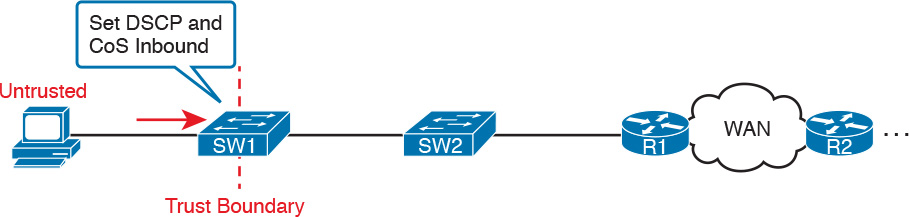 Set DSCP and
CoS Inbound
Untrusted
SW1
SW2
R1
WAN
R2
...
Trust Boundary